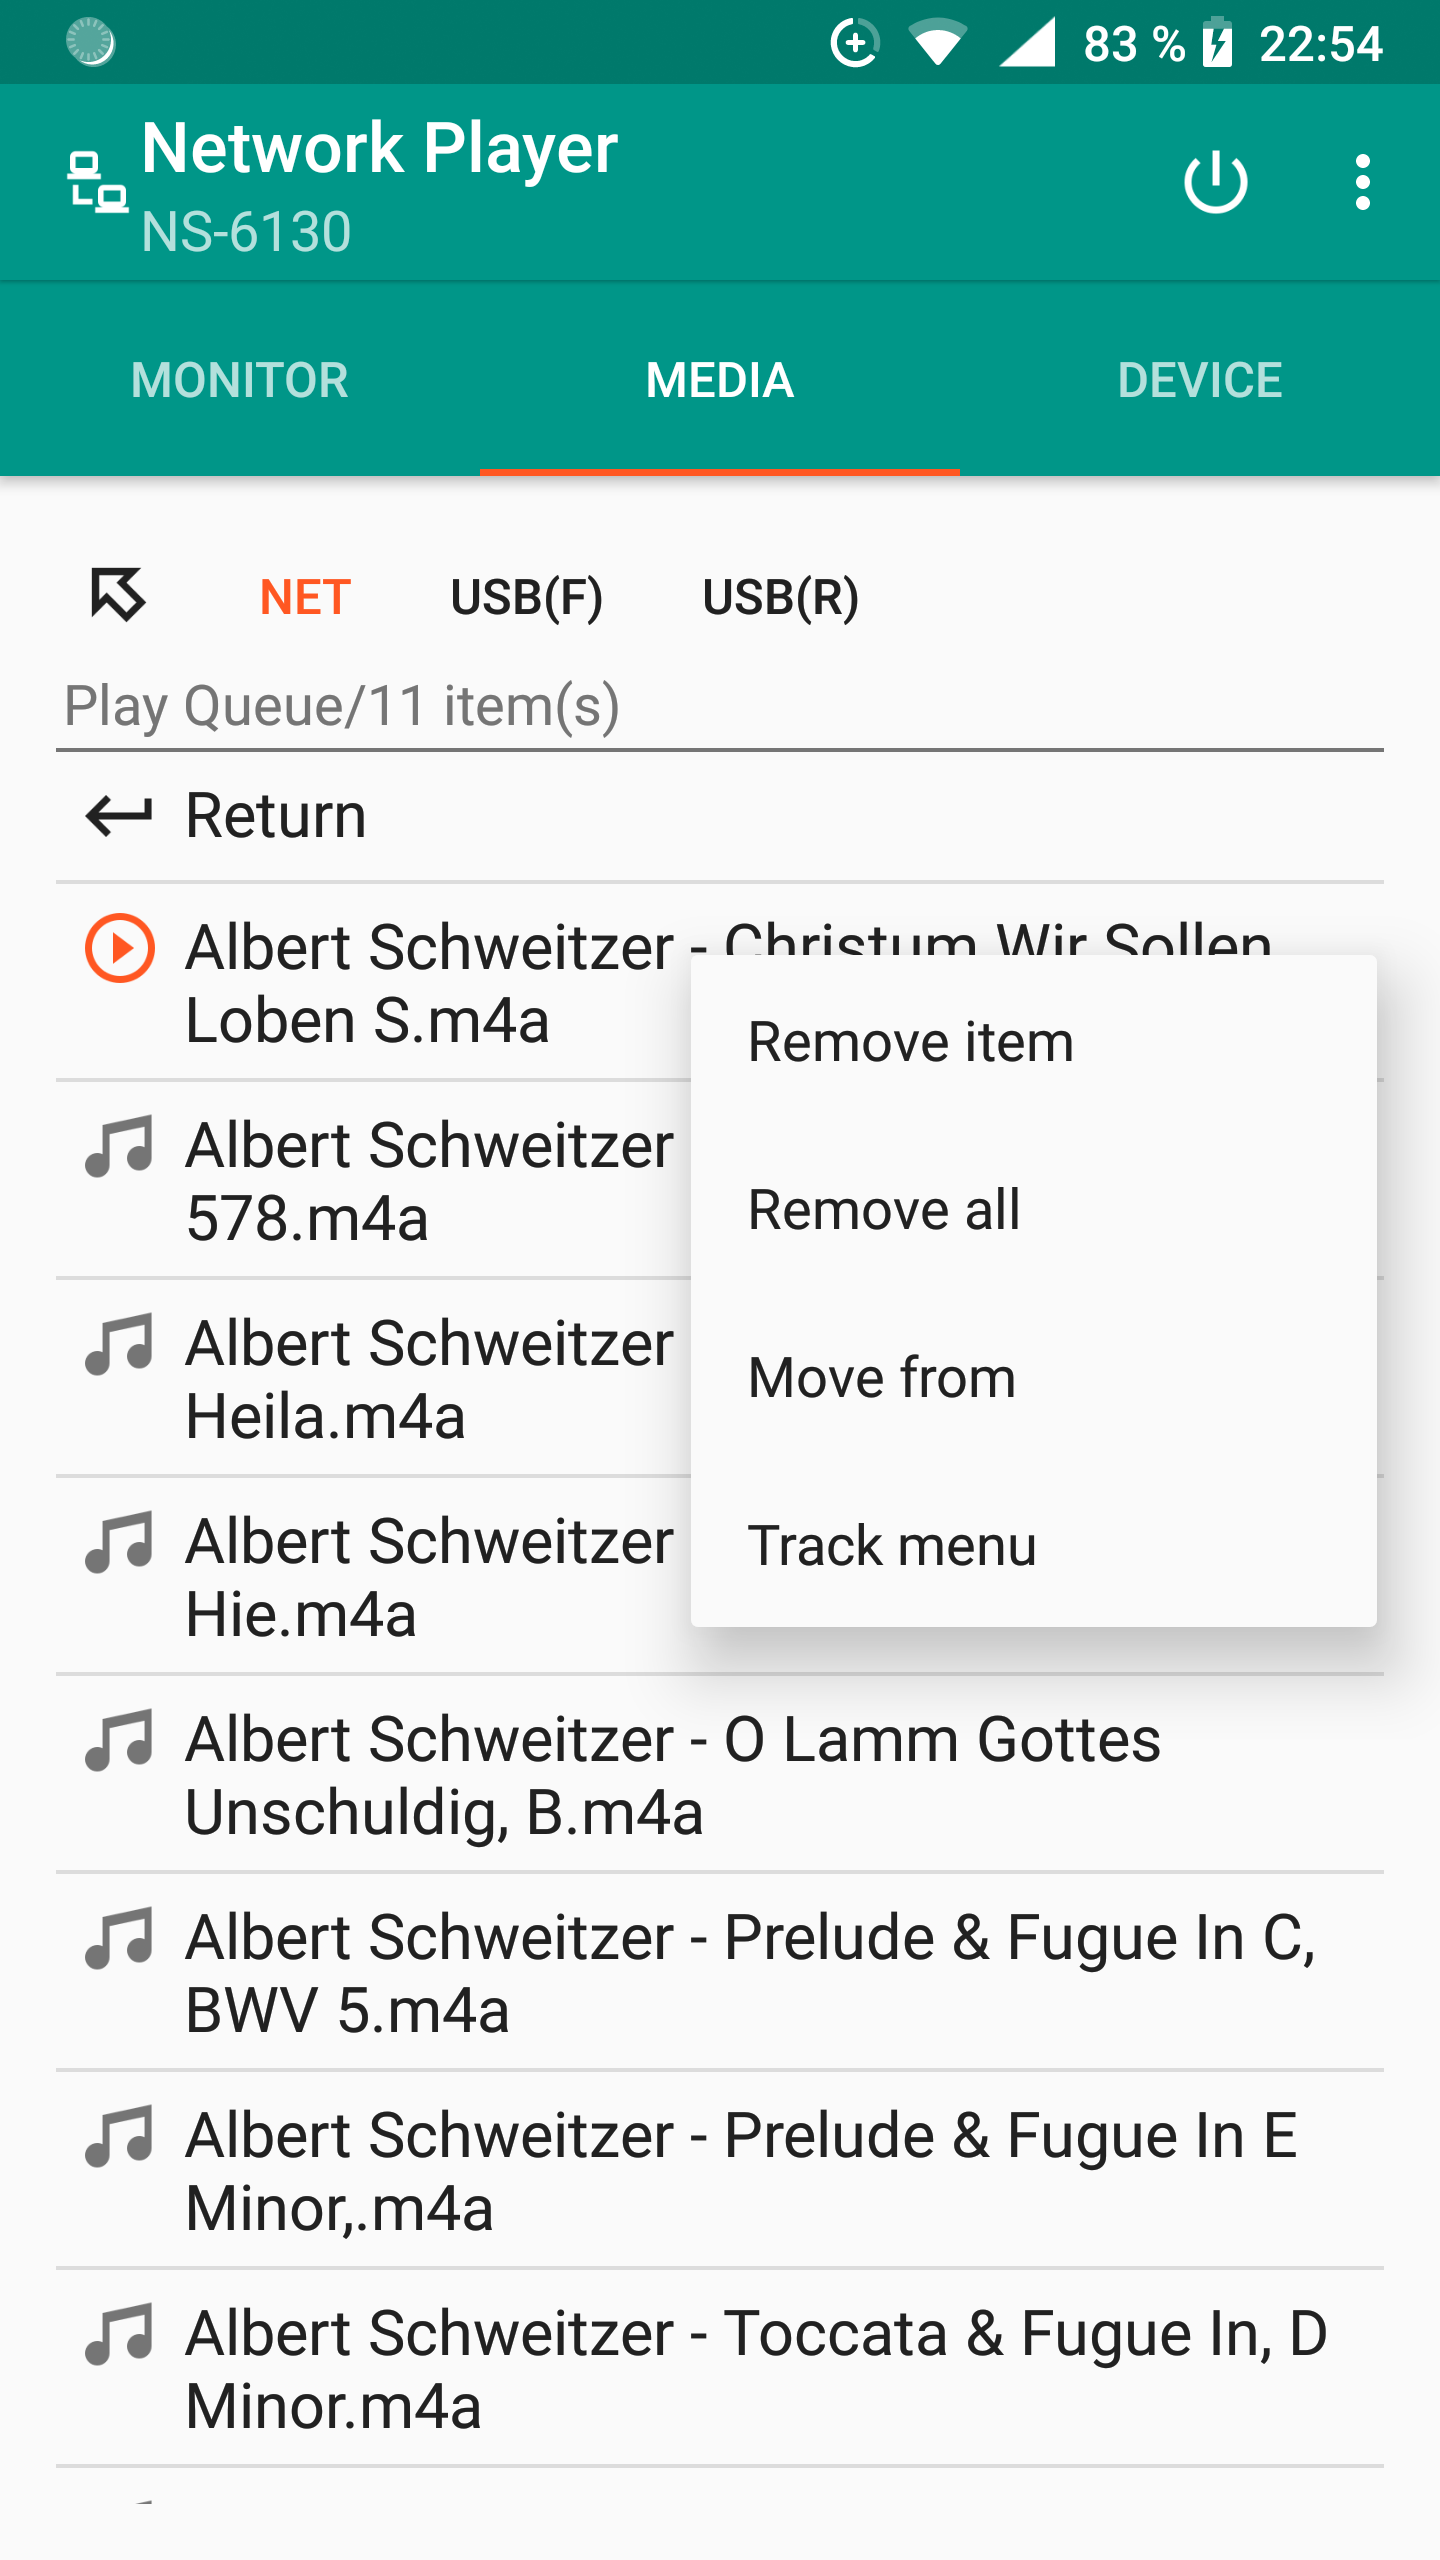 83 % 22:54
Network Player
NS-6130
MONITOR MEDIA DEVICE
NET USB(F) USB(R)
Play Queue/11 item(s)
Return
Albert Schweitzer - Christum Wir Sollen
Loben S.m4a
Remove item
Albert Schweitzer
578.m4a
Remove all
Albert Schweitzer
Heila.m4a
Move from
Albert Schweitzer
Hie.m4a
Track menu
Albert Schweitzer - O Lamm Gottes
Unschuldig, B.m4a
Albert Schweitzer - Prelude & Fugue In C,
BWV 5.m4a
Albert Schweitzer - Prelude & Fugue In E
Minor,.m4a
Albert Schweitzer - Toccata & Fugue In, D
Minor.m4a